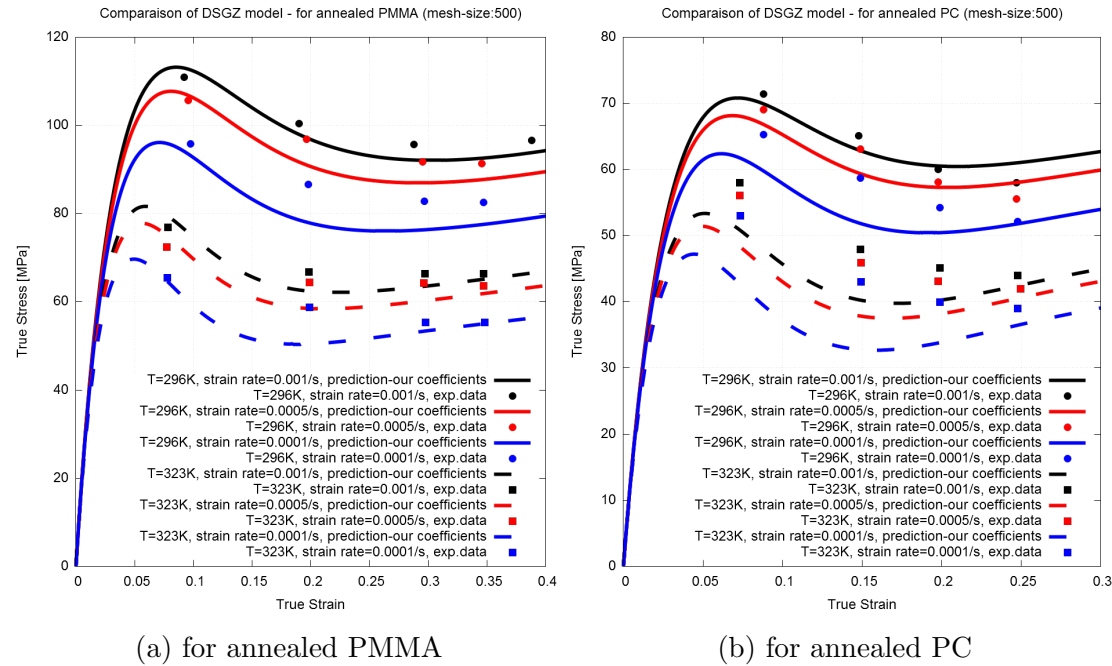 Comparaison of DSGZ model - for annealed PMMA (mesh-size:500)
120
100
80
60
40
20
0
True Stress [MPa]
T=296K, strain rate=0.001/s, prediction-our coefficients
T=296K, strain rate=0.001/s, exp.data
T=296K, strain rate=0.0005/s, prediction-our coefficients
T=296K, strain rate=0.0005/s, exp.data
T=296K, strain rate=0.0001/s, prediction-our coefficients
T=296K, strain rate=0.0001/s, exp.data
T=323K, strain rate=0.001/s, prediction-our coefficients
T=323K, strain rate=0.001/s, exp.data
T=323K, strain rate=0.0005/s, prediction-our coefficients
T=323K, strain rate=0.0005/s, exp.data
T=323K, strain rate=0.0001/s, prediction-our coefficients
T=323K, strain rate=0.0001/s, exp.data
0 0.05 0.1 0.15 0.2 0.25 0.3 0.35 0.4
True Strain
(a) for annealed PMMA
Comparaison of DSGZ model - for annealed PC (mesh-size:500)
80
70
60
50
40
30
20
10
0
True Stress [MPa]
T=296K, strain rate=0.001/s, prediction-our coefficients
T=296K, strain rate=0.001/s, exp.data
T=296K, strain rate=0.0005/s, prediction-our coefficients
T=296K, strain rate=0.0005/s, exp.data
T=296K, strain rate=0.0001/s, prediction-our coefficients
T=296K, strain rate=0.0001/s, exp.data
T=323K, strain rate=0.001/s, prediction-our coefficients
T=323K, strain rate=0.001/s, exp.data
T=323K, strain rate=0.0005/s, prediction-our coefficients
T=323K, strain rate=0.0005/s, exp.data
T=323K, strain rate=0.0001/s, prediction-our coefficients
T=323K, strain rate=0.0001/s, exp.data
0 0.05 0.1 0.15 0.2 0.25 0.3
True Strain
(b) for annealed PC